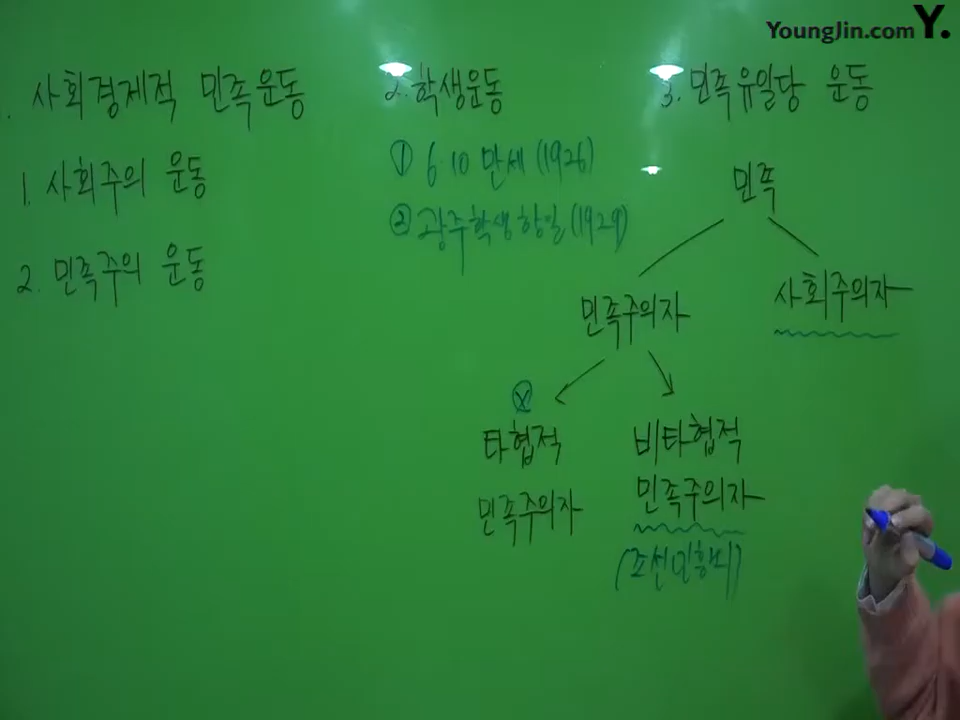 YoungJin.com Y.
사회경제적 민족운동
1. 사회주의 운동
2. 민족주의 운동
2. 학생운동
① 6·10 만세 (1926)
② 광주학생항일 (1929)
3. 민족유일당 운동
민족
민족주의자
사회주의자
X
타협적
민족주의자
비타협적
민족주의자
(조선민흥회)